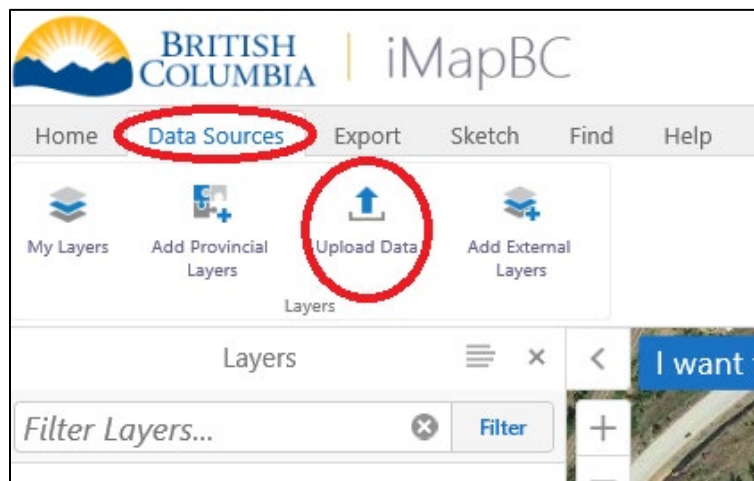 BRITISH
COLUMBIA
iMapBC
Home Data Sources Export Sketch Find Help
My Layers Add Provincial Layers Upload Data Add External Layers
Layers
Layers
I want
Filter Layers... Filter